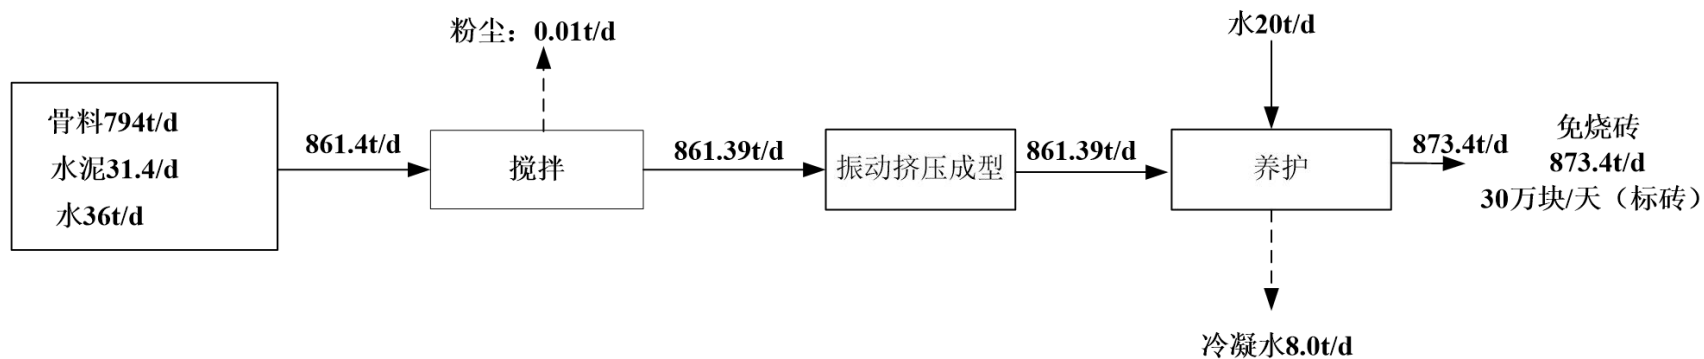 粉尘：0.01t/d
水20t/d
骨料794t/d
水泥31.4/d
水36t/d
861.4t/d
搅拌
861.39t/d
振动挤压成型
861.39t/d
养护
873.4t/d
免烧砖
873.4t/d
30万块/天（标砖）
冷凝水8.0t/d